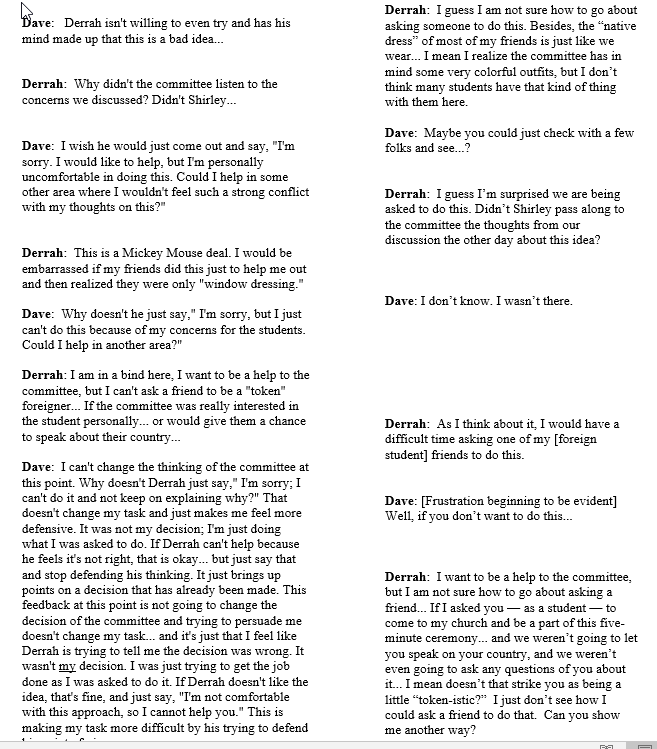 Dave: Derrah isn't willing to even try and has his
mind made up that this is a bad idea...
Derrah: Why didn't the committee listen to the
concerns we discussed? Didn't Shirley...
Dave: I wish he would just come out and say, "I'm
sorry. I would like to help, but I'm personally
uncomfortable in doing this. Could I help in some
other area where I wouldn't feel such a strong conflict
with my thoughts on this?"
Derrah: This is a Mickey Mouse deal. I would be
embarrassed if my friends did this just to help me out
and then realized they were only "window dressing."
Dave: Why doesn't he just say," I'm sorry, but I just
can't do this because of my concerns for the students.
Could I help in another area?"
Derrah: I am in a bind here, I want to be a help to the
committee, but I can't ask a friend to be a "token"
foreigner... If the committee was really interested in
the student personally... or would give them a chance
to speak about their country...
Dave: I can't change the thinking of the committee at
this point. Why doesn't Derrah just say," I'm sorry; I
can't do it and not keep on explaining why?" That
doesn't change my task and just makes me feel more
defensive. It was not my decision; I'm just doing
what I was asked to do. If Derrah can't help because
he feels it's not right, that is okay... but just say that
and stop defending his thinking. It just brings up
points on a decision that has already been made. This
feedback at this point is not going to change the
decision of the committee and trying to persuade me
doesn't change my task... and it's just that I feel like
Derrah is trying to tell me the decision was wrong. It
wasn't my decision. I was just trying to get the job
done as I was asked to do it. If Derrah doesn't like the
idea, that's fine, and just say, "I'm not comfortable
with this approach, so I cannot help you." This is
making my task more difficult by his trying to defend
Derrah: I guess I am not sure how to go about
asking someone to do this. Besides, the “native
dress” of most of my friends is just like we
wear... I mean I realize the committee has in
mind some very colorful outfits, but I don’t
think many students have that kind of thing
with them here.
Dave: Maybe you could just check with a few
folks and see...?
Derrah: I guess I’m surprised we are being
asked to do this. Didn’t Shirley pass along to
the committee the thoughts from our
discussion the other day about this idea?
Dave: I don’t know. I wasn’t there.
Derrah: As I think about it, I would have a
difficult time asking one of my [foreign
student] friends to do this.
Dave: [Frustration beginning to be evident]
Well, if you don’t want to do this...
Derrah: I want to be a help to the committee,
but I am not sure how to go about asking a
friend... If I asked you — as a student — to
come to my church and be a part of this five-
minute ceremony... and we weren’t going to let
you speak on your country, and we weren’t
even going to ask any questions of you about
it... I mean doesn’t that strike you as being a
little “token-istic?” I just don’t see how I
could ask a friend to do that. Can you show
me another way?